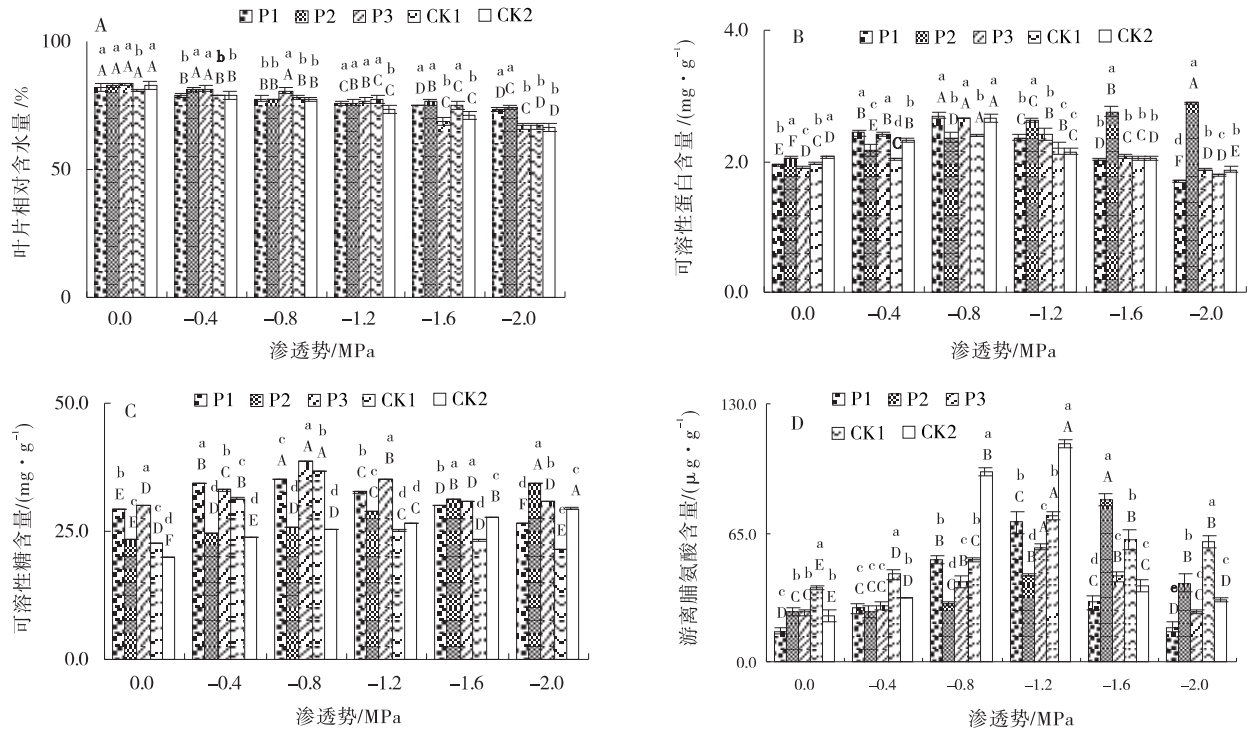 A
P1 P2 P3 CK1 CK2
100
50
0
叶片相对含水量/%
a a a b a
A A A A A
b a a b b
B A A B B
b b a b b
B B A B B
0.0 −0.4 −0.8 −1.2 −1.6 −2.0
渗透势/MPa
B
P1 P2 P3 CK1 CK2
4.0
2.0
0.0
可溶性蛋白含量/(mg·g⁻¹)
b a c b a
E F D C D
a c a d b
B E B C B
d a b c b
F A D D E
0.0 −0.4 −0.8 −1.2 −1.6 −2.0
渗透势/MPa
C
P1 P2 P3 CK1 CK2
50.0
25.0
0.0
可溶性糖含量/(mg·g⁻¹)
b c a c d
E E D D F
a d b c d
B D C B E
c d a b d
A D A A E
b c a d d
C C B C C
b a b d c
D B D D B
d a b e c
F A D E A
0.0 −0.4 −0.8 −1.2 −1.6 −2.0
渗透势/MPa
D
P1 P2 P3
CK1 CK2
130.0
65.0
0.0
游离脯氨酸含量/(μg·g⁻¹)
c b b a b
D C C E E
c c c a b
C C C D D
b d c b a
B C B C B
b d c b a
C B A B A
d a c b c
C A B B C
e b d a c
D B C B D
0.0 −0.4 −0.8 −1.2 −1.6 −2.0
渗透势/MPa